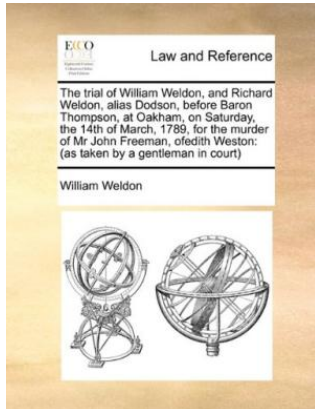 ECCO
Law and Reference
The trial of William Weldon, and Richard
Weldon, alias Dodson, before Baron
Thompson, at Oakham, on Saturday,
the 14th of March, 1789, for the murder
of Mr John Freeman, ofedith Weston:
(as taken by a gentleman in court)
William Weldon